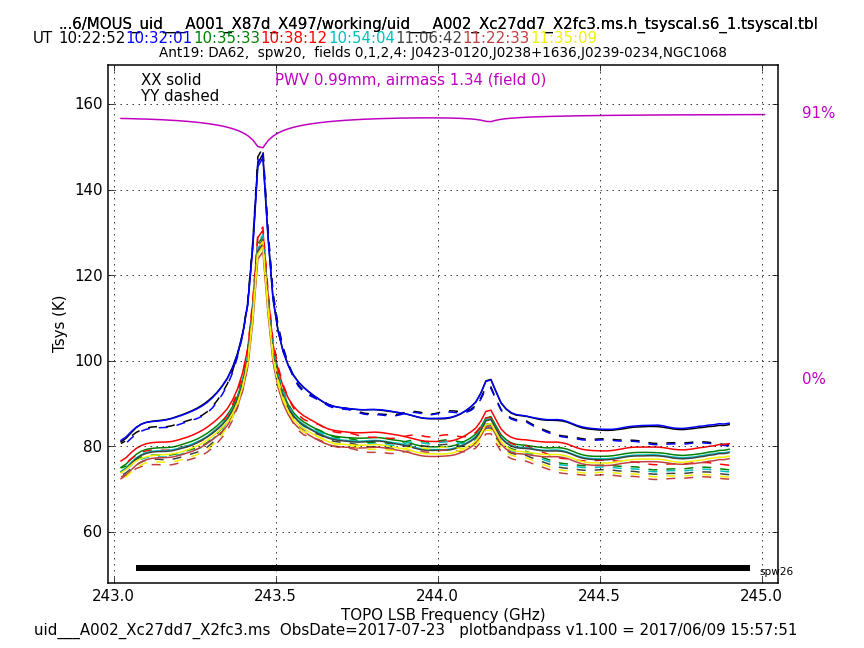 ...6/MOUS_uid___A001_X87d_X497/working/uid___A002_Xc27dd7_X2fc3.ms.h_tsyscal.s6_1.tsyscal.tbl
UT 10:22:52 10:32:01 10:35:33 10:38:12 10:54:04 11:06:42 11:22:33 11:35:09
Ant19: DA62, spw20, fields 0,1,2,4: J0423-0120,J0238+1636,J0239-0234,NGC1068
XX solid
YY dashed
PWV 0.99mm, airmass 1.34 (field 0)
91%
0%
160
140
120
100
80
60
Tsys (K)
spw26
243.0 243.5 244.0 244.5 245.0
TOPO LSB Frequency (GHz)
uid___A002_Xc27dd7_X2fc3.ms ObsDate=2017-07-23 plotbandpass v1.100 = 2017/06/09 15:57:51